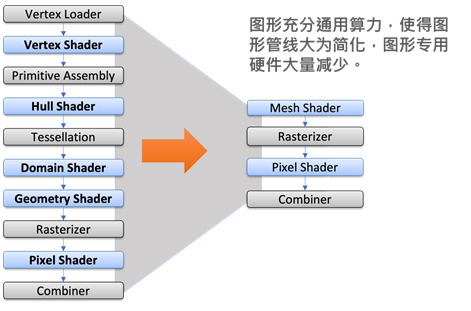 Vertex Loader
Vertex Shader
Primitive Assembly
Hull Shader
Tessellation
Domain Shader
Geometry Shader
Rasterizer
Pixel Shader
Combiner
图形充分通用算力，使得图
形管线大为简化，图形专用
硬件大量减少。
Mesh Shader
Rasterizer
Pixel Shader
Combiner